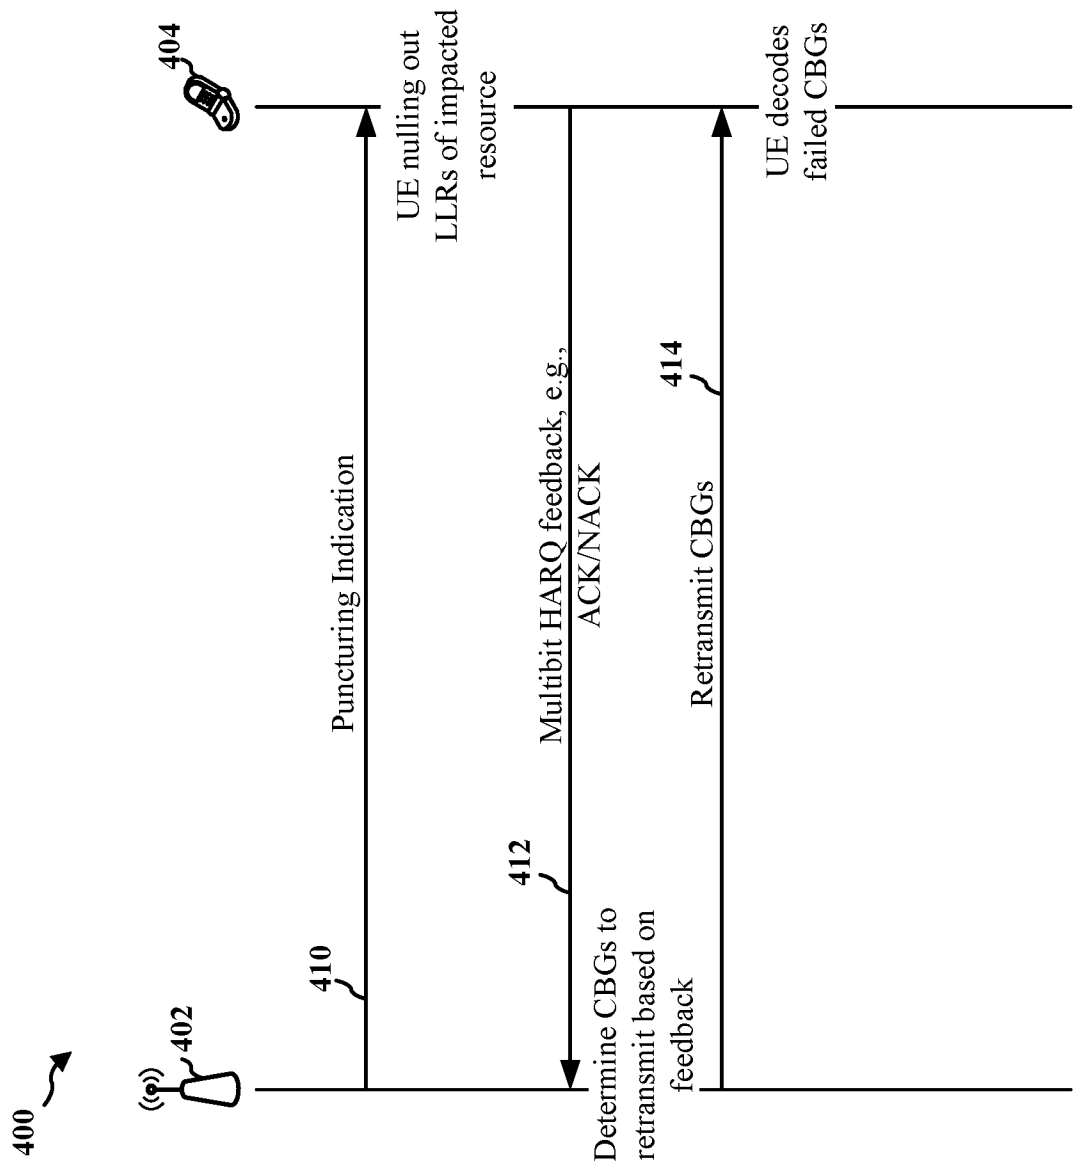 400
402
404
410
Puncturing Indication
UE nulling out
LLRs of impacted
resource
412
Multibit HARQ feedback, e.g.,
ACK/NACK
Determine CBGs to
retransmit based on
feedback
414
Retransmit CBGs
UE decodes
failed CBGs